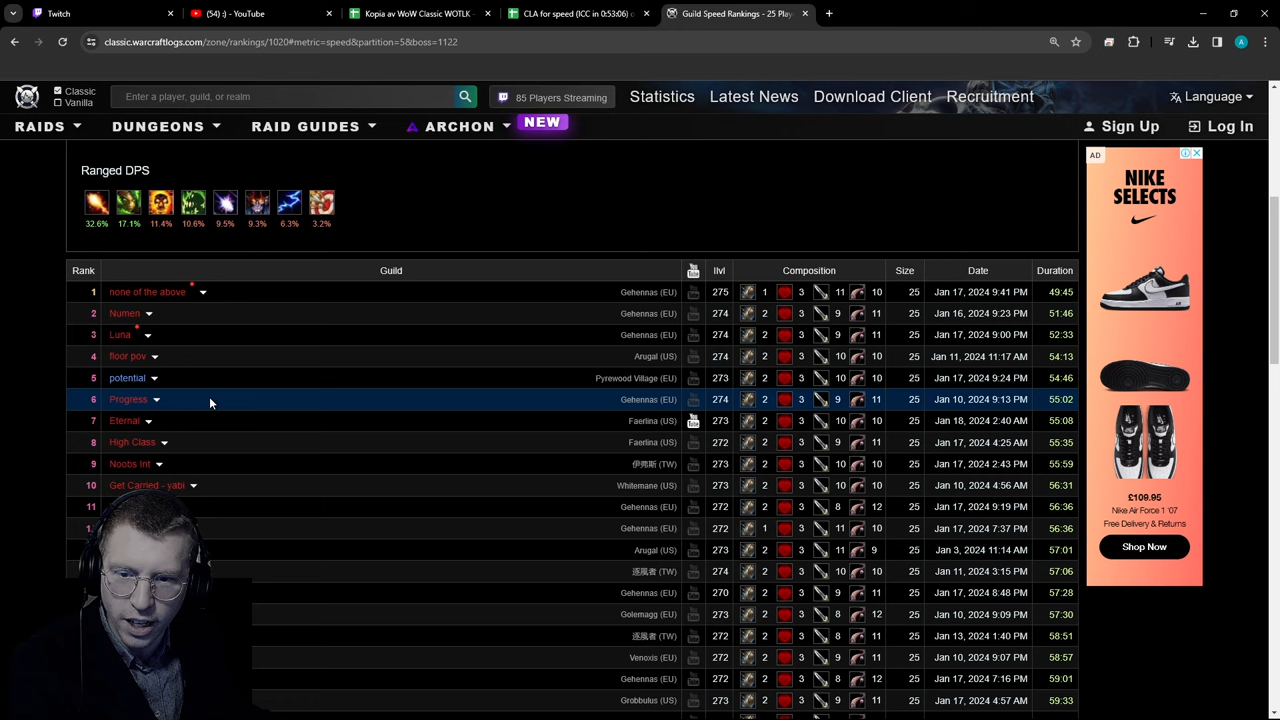 Twitch
(54) :) - YouTube
Kopia av WoW Classic WOTLK -
CLA for speed (ICC in 0:53:06) o
Guild Speed Rankings - 25 Play
classic.warcraftlogs.com/zone/rankings/1020#metric=speed&partition=5&boss=1122
A
Classic
Vanilla
Enter a player, guild, or realm
85 Players Streaming
Statistics
Latest News
Download Client
Recruitment
Language
RAIDS
DUNGEONS
RAID GUIDES
ARCHON
NEW
Sign Up
Log In
Ranged DPS
32.6% 17.1% 11.4% 10.6% 9.5% 9.3% 6.3% 3.2%
Rank Guild Ilvl Composition Size Date Duration
1 none of the above Gehennas (EU) 275 1 3 11 10 25 Jan 17, 2024 9:41 PM 49:45
2 Numen Gehennas (EU) 274 2 3 9 11 25 Jan 16, 2024 9:23 PM 51:46
3 Luna Gehennas (EU) 274 2 3 9 11 25 Jan 17, 2024 9:00 PM 52:33
4 floor pov Arugal (US) 274 2 3 10 10 25 Jan 11, 2024 11:17 AM 54:13
5 potential Pyrewood Village (EU) 273 2 3 10 10 25 Jan 17, 2024 9:24 PM 54:46
6 Progress Gehennas (EU) 274 2 3 9 11 25 Jan 10, 2024 9:13 PM 55:02
7 Eternal Faerlina (US) 273 2 3 10 10 25 Jan 18, 2024 2:40 AM 55:08
8 High Class Faerlina (US) 272 2 3 9 11 25 Jan 17, 2024 4:25 AM 55:35
9 Noobs Int 伊弗斯 (TW) 273 2 3 10 10 25 Jan 17, 2024 2:43 PM 55:59
10 Get Carried - yabi Whitemane (US) 273 2 3 10 10 25 Jan 10, 2024 4:56 AM 56:31
11 Gehennas (EU) 272 2 3 8 12 25 Jan 17, 2024 9:19 PM 56:36
Gehennas (EU) 272 1 3 11 10 25 Jan 17, 2024 7:37 PM 56:36
Arugal (US) 273 2 3 11 9 25 Jan 3, 2024 11:14 AM 57:01
逐風者 (TW) 274 2 3 10 10 25 Jan 11, 2024 3:15 PM 57:06
Gehennas (EU) 270 2 3 9 11 25 Jan 17, 2024 8:48 PM 57:28
Golemagg (EU) 273 2 3 8 12 25 Jan 10, 2024 9:09 PM 57:30
逐風者 (TW) 272 2 3 8 11 25 Jan 13, 2024 1:40 PM 58:51
Venoxis (EU) 272 2 3 9 11 25 Jan 10, 2024 9:07 PM 58:57
Gehennas (EU) 272 2 3 8 12 25 Jan 17, 2024 7:16 PM 59:01
Grobbulus (US) 273 2 3 9 11 25 Jan 17, 2024 4:57 AM 59:33
AD
NIKE
SELECTS
£109.95
Nike Air Force 1 '07
Free Delivery & Returns
Shop Now